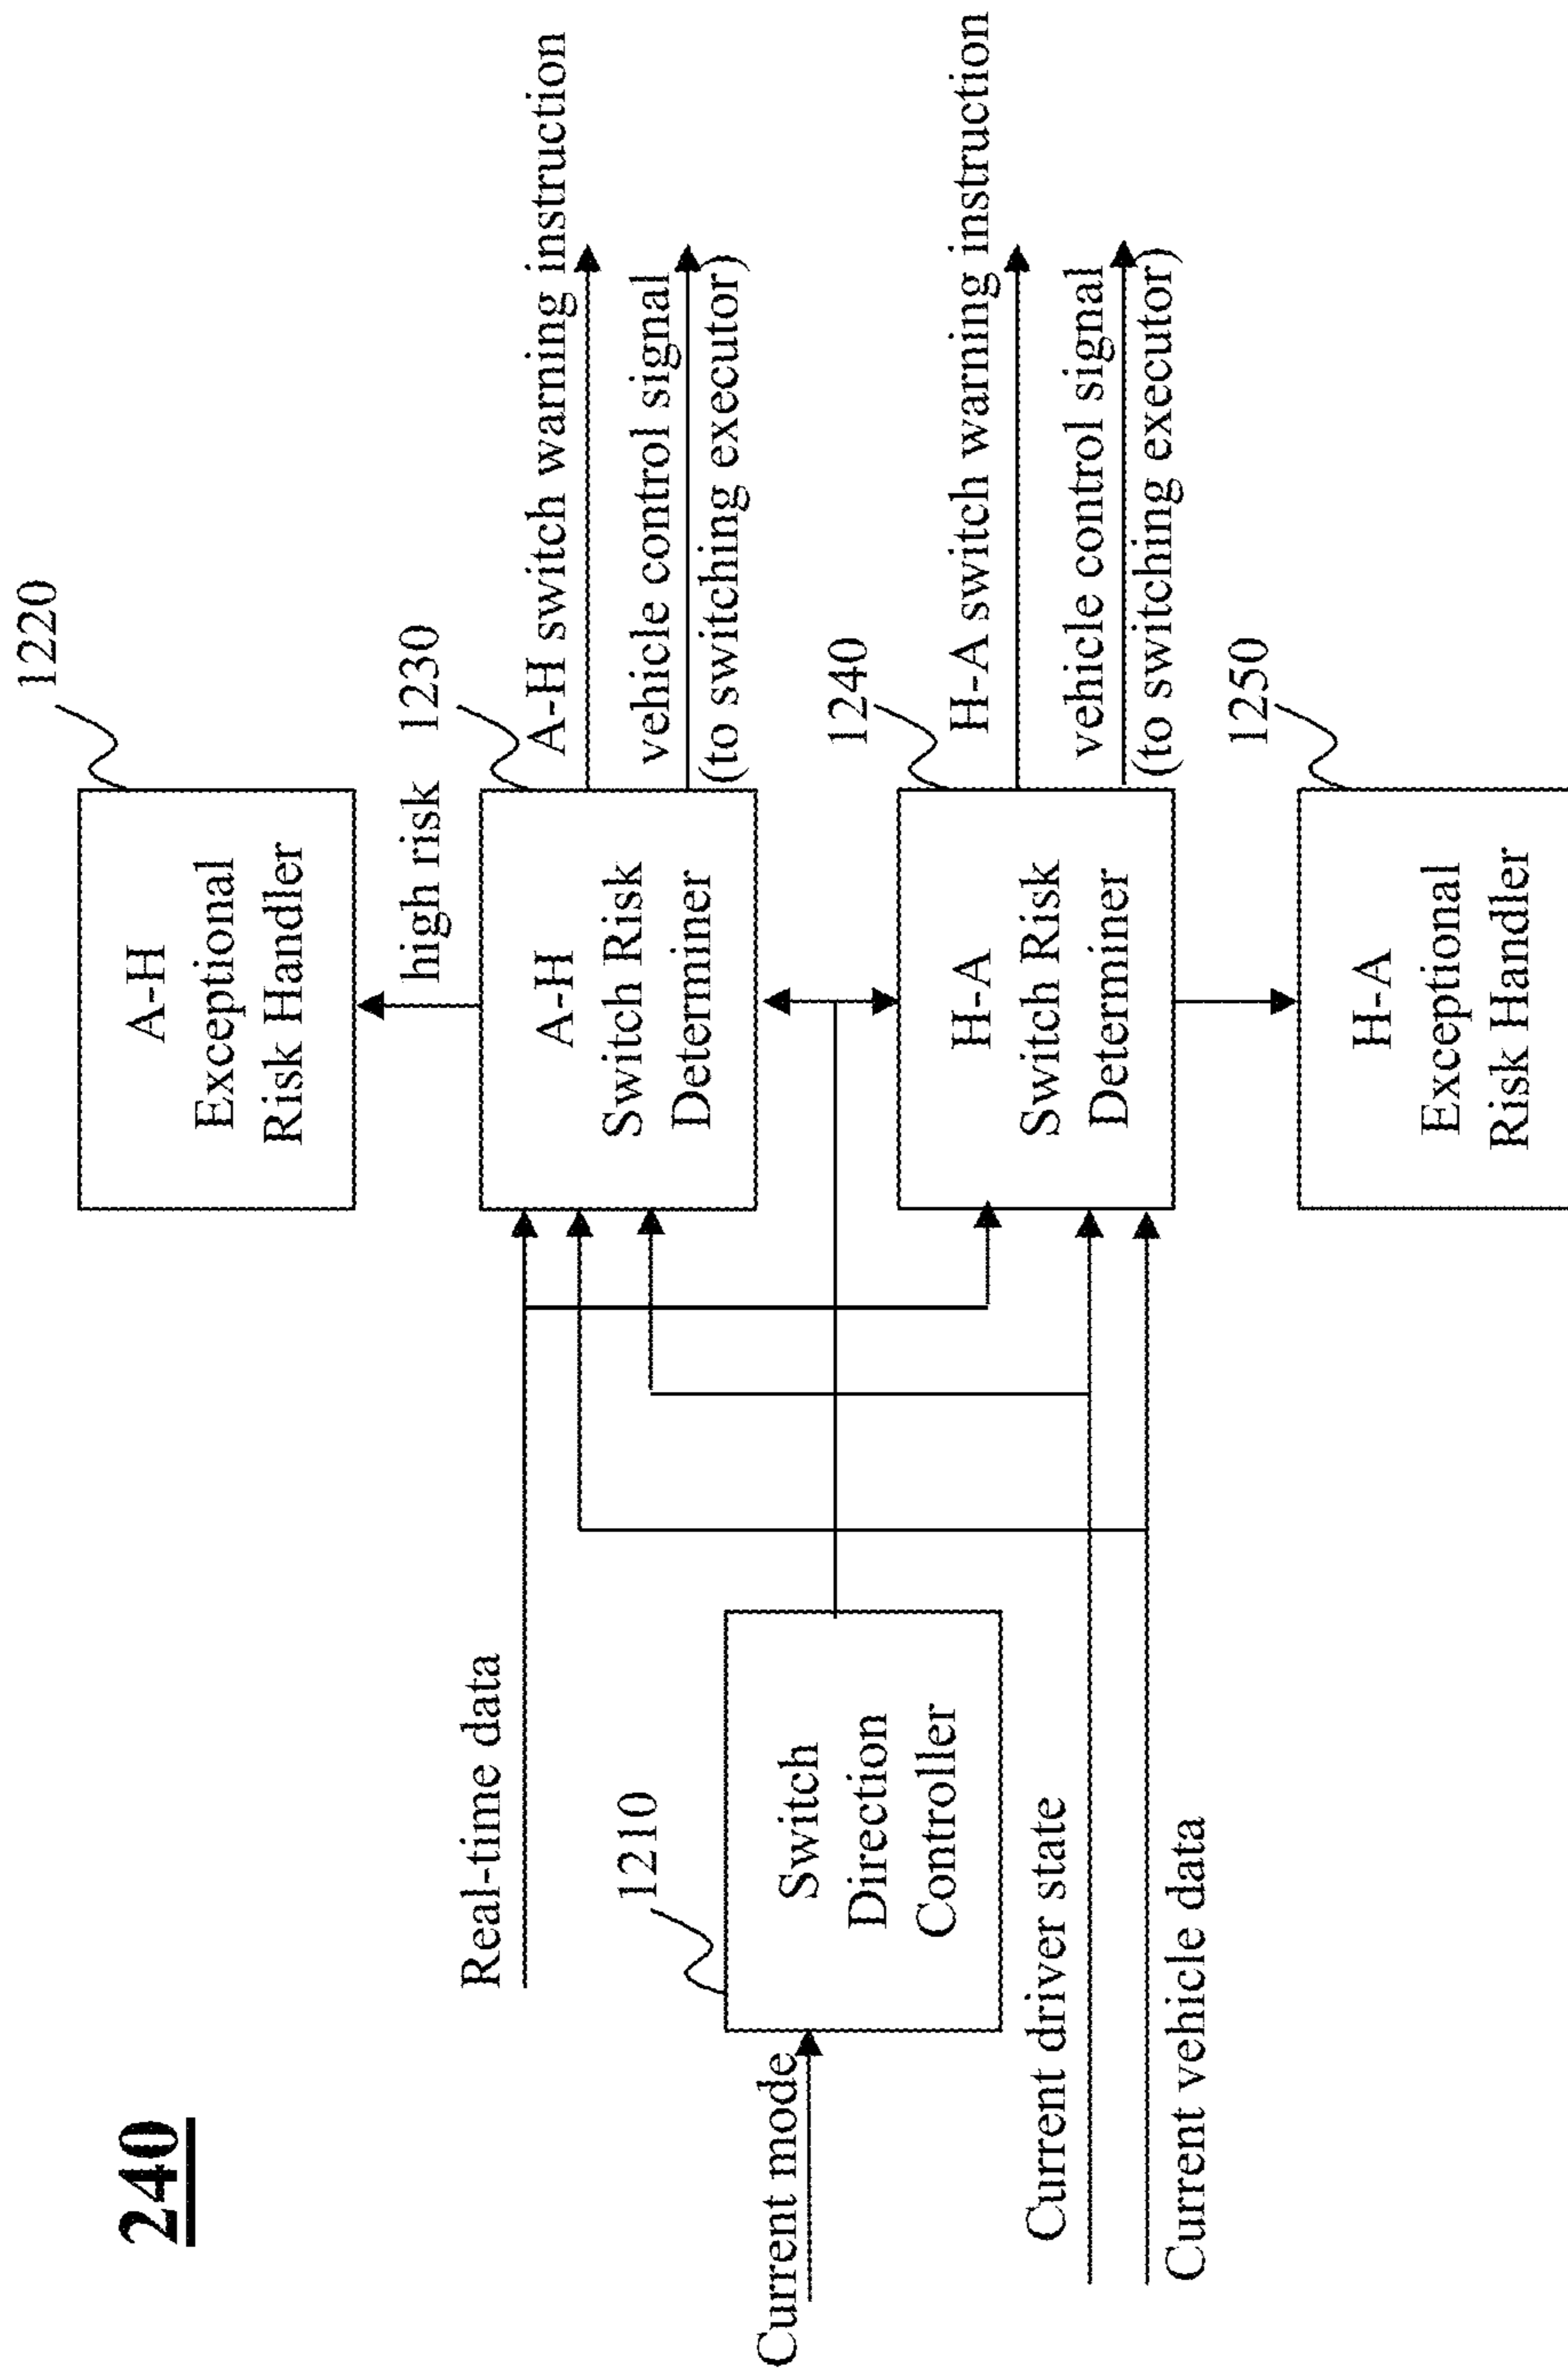 240
1220
A-H
Exceptional
Risk Handler
high risk
1230
A-H
Switch Risk
Determiner
A-H switch warning instruction
vehicle control signal
(to switching executor)
Real-time data
1210
Switch
Direction
Controller
Current mode
1240
H-A
Switch Risk
Determiner
H-A switch warning instruction
vehicle control signal
(to switching executor)
Current driver state
Current vehicle data
1250
H-A
Exceptional
Risk Handler